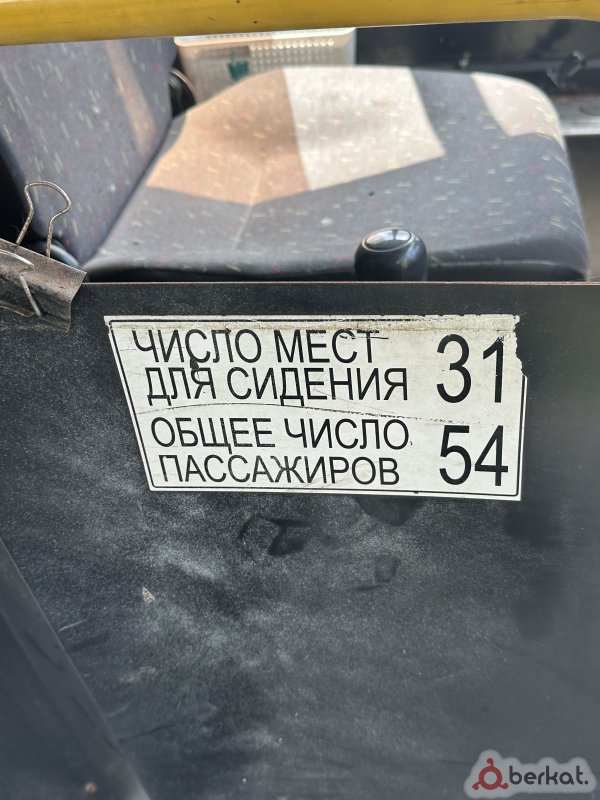 ЧИСЛО МЕСТ
ДЛЯ СИДЕНИЯ 31
ОБЩЕЕ ЧИСЛО
ПАССАЖИРОВ 54
berkat.